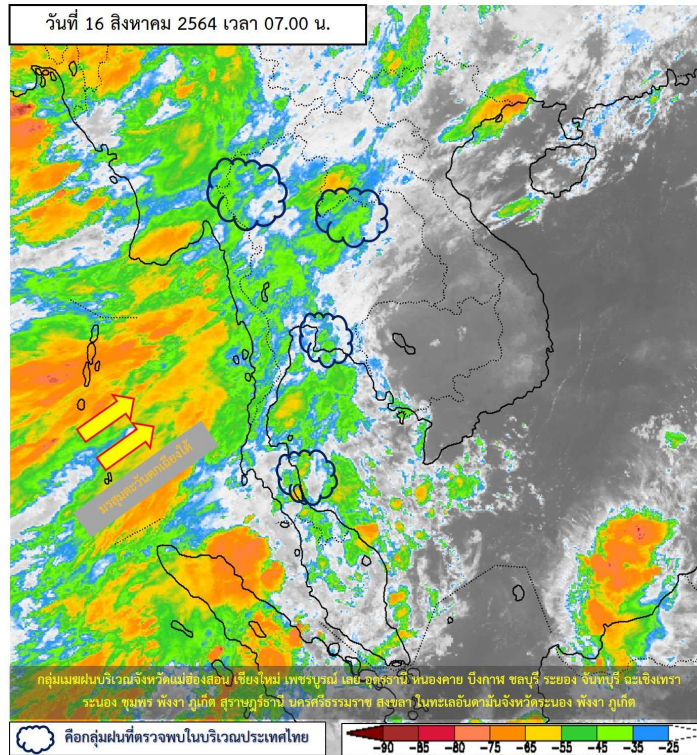 วันที่ 16 สิงหาคม 2564 เวลา 07.00 น.
มรสุมตะวันตกเฉียงใต้
กลุ่มเมฆฝนบริเวณจังหวัดแม่ฮ่องสอน เชียงใหม่ เพชรบูรณ์ เลย อุดรธานี หนองคาย บึงกาฬ ชลบุรี ระยอง จันทบุรี ฉะเชิงเทรา
ระนอง ชุมพร พังงา ภูเก็ต สุราษฎร์ธานี นครศรีธรรมราช สงขลา ในทะเลอันดามันจังหวัดระนอง พังงา ภูเก็ต
คือกลุ่มฝนที่ตรวจพบในบริเวณประเทศไทย
-90 -85 -80 -75 -65 -55 -45 -35 -25